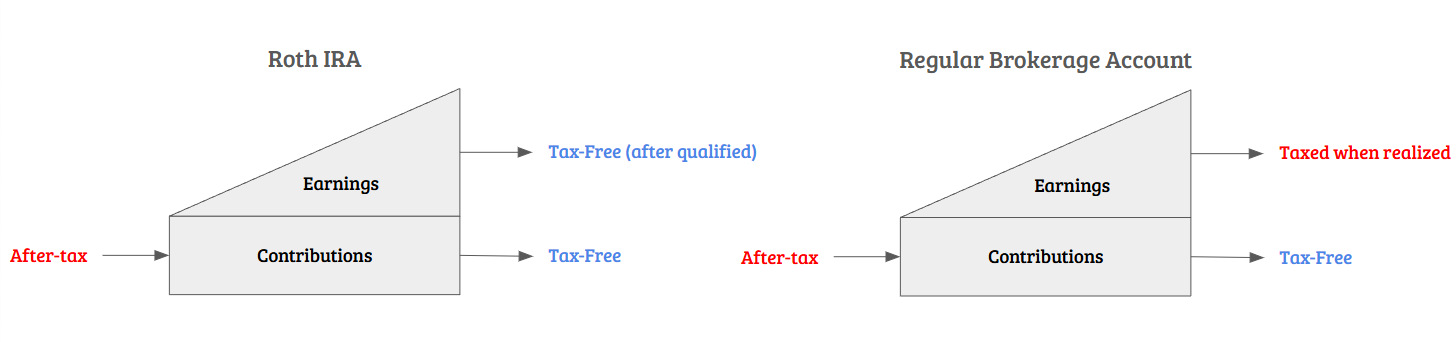 Roth IRA
Earnings
Contributions
After-tax
Tax-Free (after qualified)
Tax-Free
Regular Brokerage Account
Earnings
Contributions
After-tax
Taxed when realized
Tax-Free